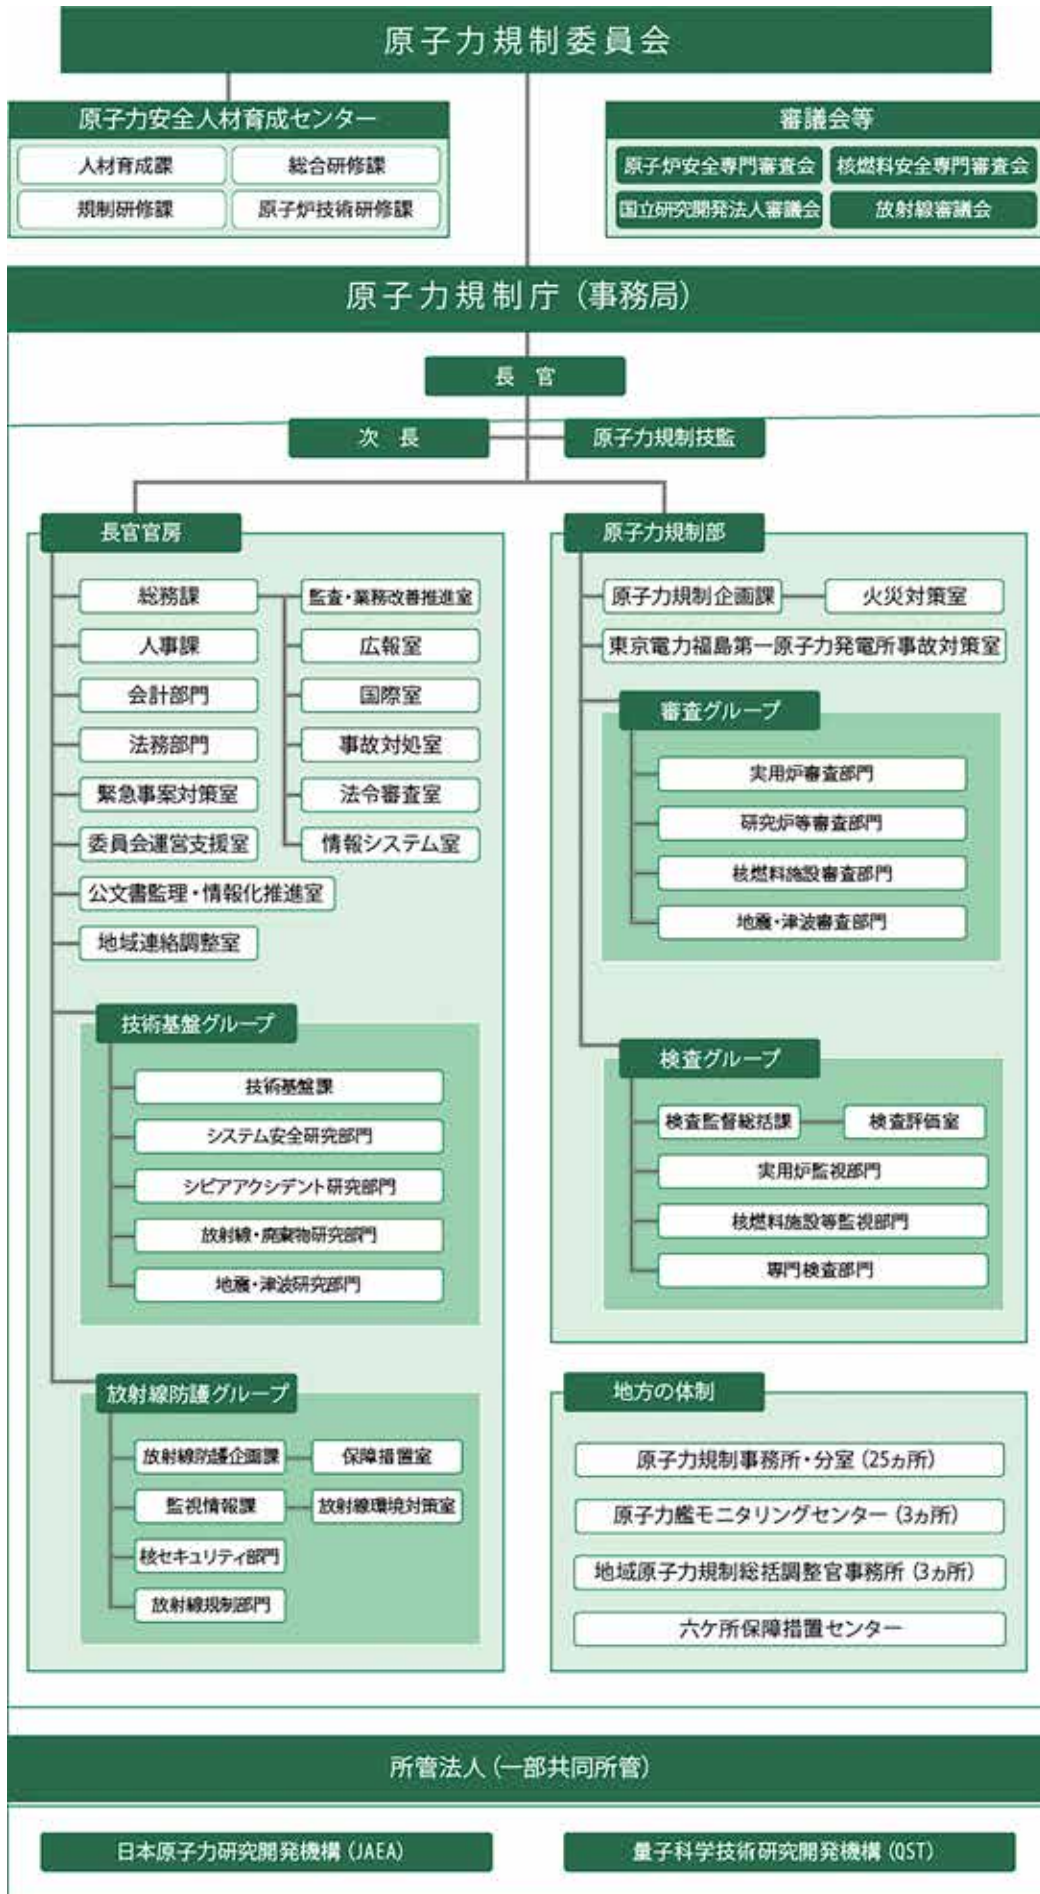 原子力規制委員会
原子力安全人材育成センター
人材育成課
総合研修課
規制研修課
原子炉技術研修課
審議会等
原子炉安全専門審査会
核燃料安全専門審査会
国立研究開発法人審議会
放射線審議会
原子力規制庁(事務局)
長 官
次 長
原子力規制技監
長官官房
総務課
監査・業務改善推進室
人事課
広報室
会計部門
国際室
法務部門
事故対処室
緊急事案対策室
法令審査室
委員会運営支援室
情報システム室
公文書監理・情報化推進室
地域連絡調整室
技術基盤グループ
技術基盤課
システム安全研究部門
シビアアクシデント研究部門
放射線・廃棄物研究部門
地震・津波研究部門
放射線防護グループ
放射線防護企画課
保障措置室
監視情報課
放射線環境対策室
核セキュリティ部門
放射線規制部門
原子力規制部
原子力規制企画課
火災対策室
東京電力福島第一原子力発電所事故対策室
審査グループ
実用炉審査部門
研究炉等審査部門
核燃料施設審査部門
地震・津波審査部門
検査グループ
検査監督総括課
検査評価室
実用炉監視部門
核燃料施設等監視部門
専門検査部門
地方の体制
原子力規制事務所・分室(25ヵ所)
原子力艦モニタリングセンター(3ヵ所)
地域原子力規制総括調整官事務所(3ヵ所)
六ケ所保障措置センター
所管法人(一部共同所管)
日本原子力研究開発機構(JAEA)
量子科学技術研究開発機構(QST)